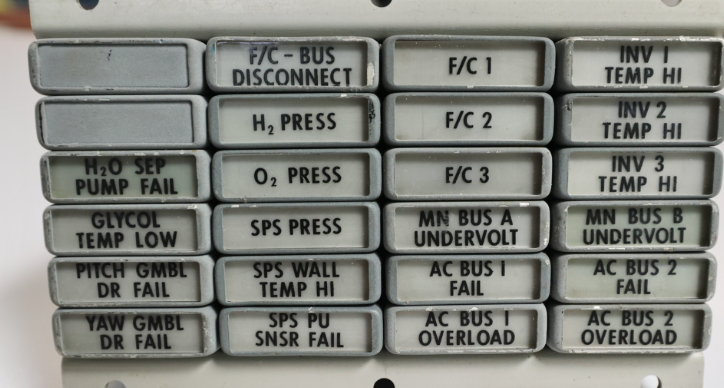 F/C - BUS
DISCONNECT
F/C 1
INV 1
TEMP HI
H₂ PRESS
F/C 2
INV 2
TEMP HI
H₂O SEP
PUMP FAIL
O₂ PRESS
F/C 3
INV 3
TEMP HI
GLYCOL
TEMP LOW
SPS PRESS
MN BUS A
UNDERVOLT
MN BUS B
UNDERVOLT
PITCH GMBL
DR FAIL
SPS WALL
TEMP HI
AC BUS 1
FAIL
AC BUS 2
FAIL
YAW GMBL
DR FAIL
SPS PU
SNSR FAIL
AC BUS 1
OVERLOAD
AC BUS 2
OVERLOAD